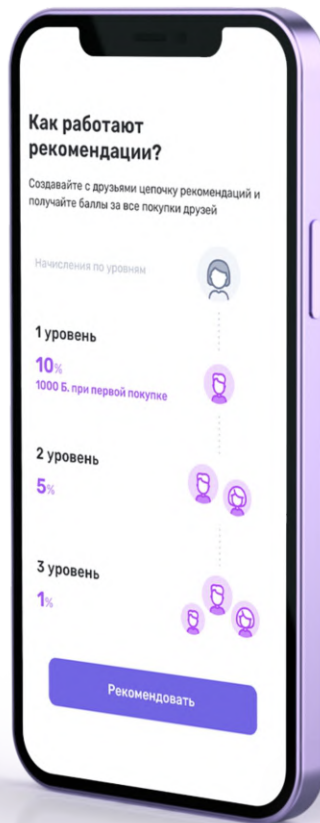 Как работают
рекомендации?
Создавайте с друзьями цепочку рекомендаций и
получайте баллы за все покупки друзей
Начисления по уровням
1 уровень
10%
1000 Б. при первой покупке
2 уровень
5%
3 уровень
1%
Рекомендовать